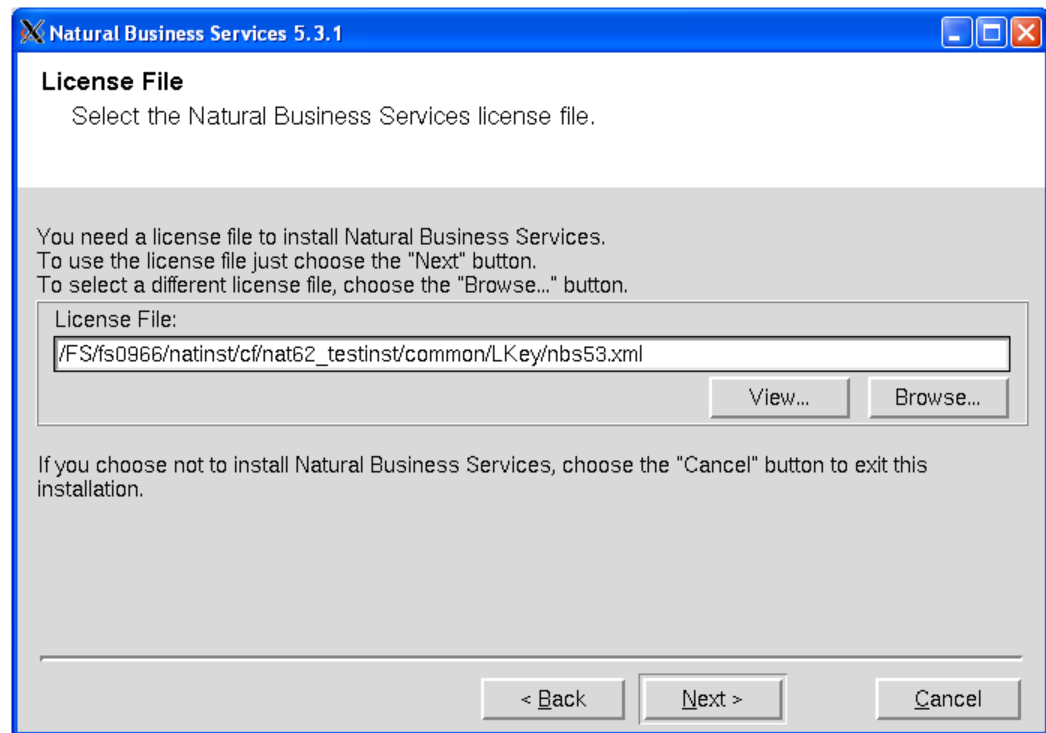 Natural Business Services 5.3.1
License File
Select the Natural Business Services license file.
You need a license file to install Natural Business Services.
To use the license file just choose the "Next" button.
To select a different license file, choose the "Browse..." button.
License File:
/FS/fs0966/natinst/cf/nat62_testinst/common/LKey/nbs53.xml
View... Browse...
If you choose not to install Natural Business Services, choose the "Cancel" button to exit this
installation.
< Back Next > Cancel